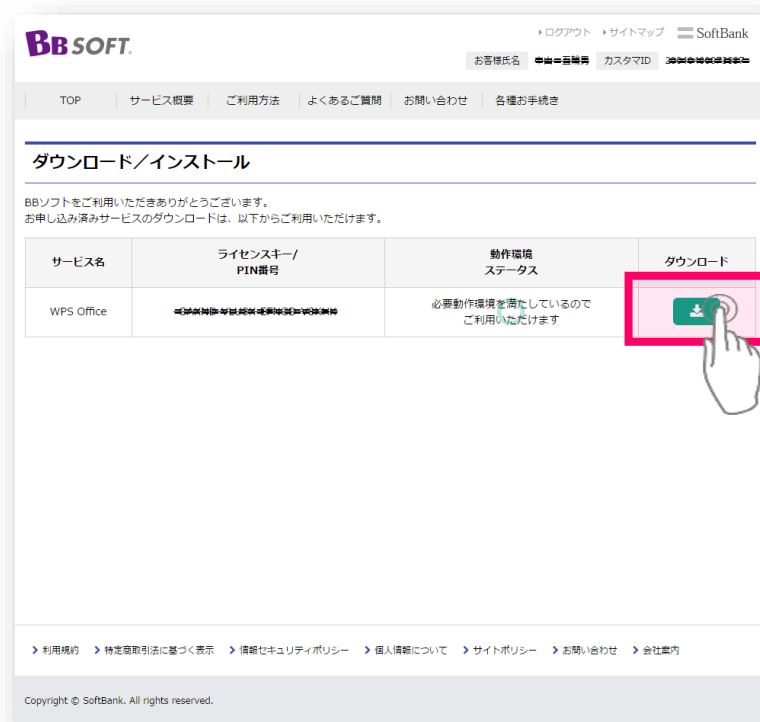 BB SOFT.
ログアウト サイトマップ SoftBank
お客様氏名 カスタマID
TOP サービス概要 ご利用方法 よくあるご質問 お問い合わせ 各種お手続き
ダウンロード／インストール
BBソフトをご利用いただきありがとうございます。
お申し込み済みサービスのダウンロードは、以下からご利用いただけます。
サービス名 ライセンスキー/ 動作環境 ダウンロード
PIN番号 ステータス
WPS Office 必要動作環境を満たしているので
ご利用いただけます
利用規約 特定商取引法に基づく表示 情報セキュリティポリシー 個人情報について サイトポリシー お問い合わせ 会社案内
Copyright © SoftBank. All rights reserved.